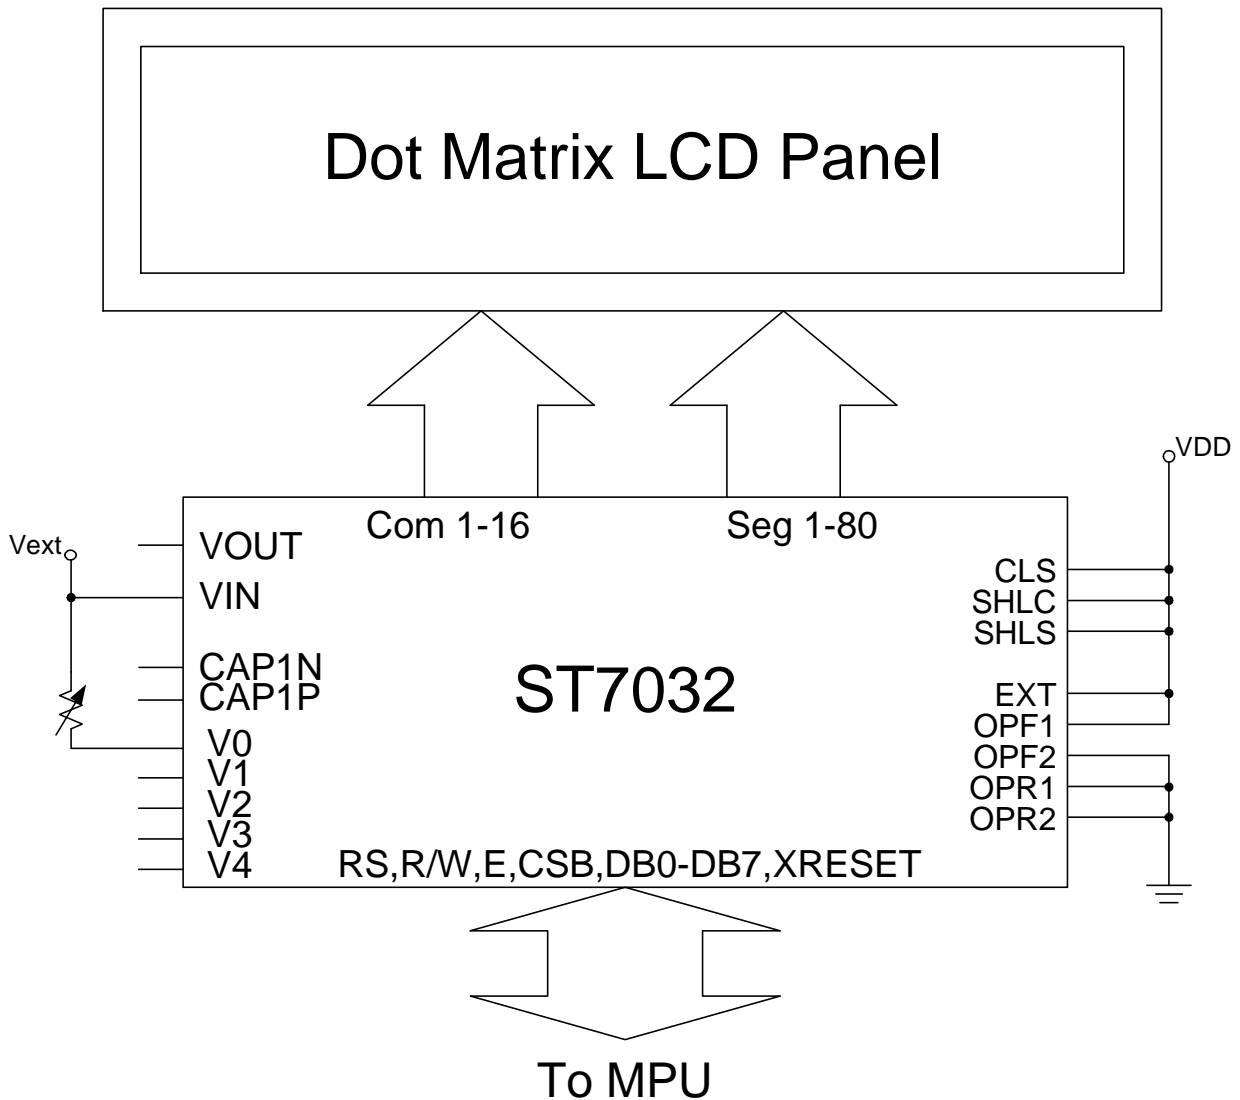 Dot Matrix LCD Panel
VDD
Com 1-16
Seg 1-80
Vext
VOUT
VIN
CAP1N
CAP1P
V0
V1
V2
V3
V4
ST7032
CLS
SHLC
SHLS
EXT
OPF1
OPF2
OPR1
OPR2
RS,R/W,E,CSB,DB0-DB7,XRESET
To MPU